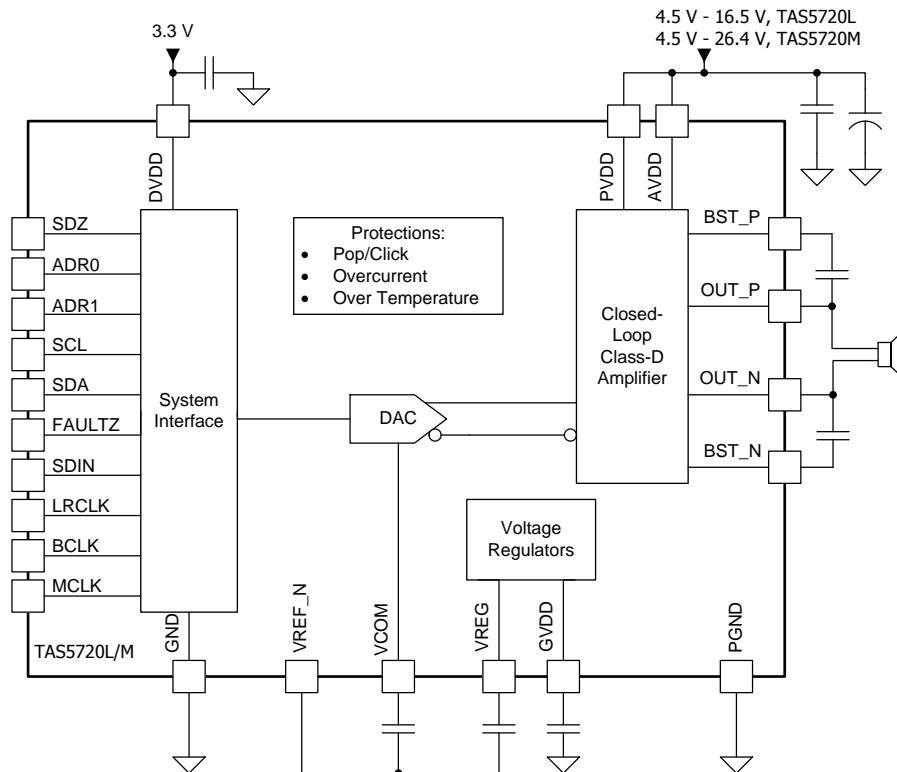 3.3 V
4.5 V - 16.5 V, TAS5720L
4.5 V - 26.4 V, TAS5720M
DVDD
PVDD
AVDD
SDZ
ADR0
ADR1
SCL
SDA
FAULTZ
SDIN
LRCLK
BCLK
MCLK
System
Interface
Protections:
• Pop/Click
• Overcurrent
• Over Temperature
DAC
Closed-
Loop
Class-D
Amplifier
BST_P
OUT_P
OUT_N
BST_N
Voltage
Regulators
TAS5720L/M
GND
VREF_N
VCOM
VREG
GVDD
PGND